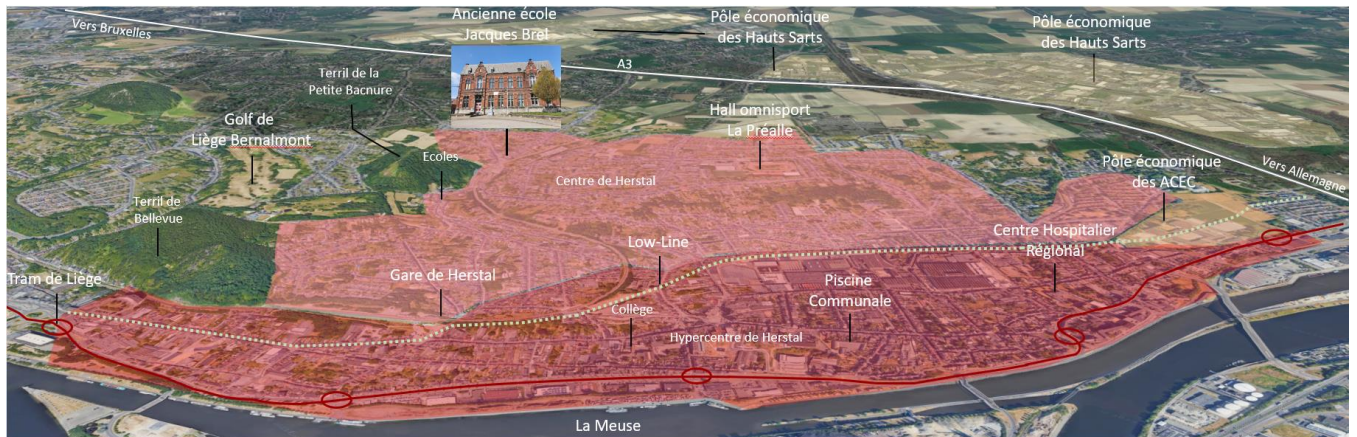 Vers Bruxelles
Ancienne école
Jacques Brel
Pôle économique
des Hauts Sarts
Pôle économique
des Hauts Sarts
A3
Terril de la
Petite Bacnure
Golf de
Liège Bernalmont
Hall omnisport
La Préalle
Ecoles
Centre de Herstal
Pôle économique
des ACEC
Vers Allemagne
Terril de
Bellevue
Low-Line
Centre Hospitalier
Régional
Tram de Liège
Gare de Herstal
Piscine
Communale
Collège
Hypercentre de Herstal
La Meuse